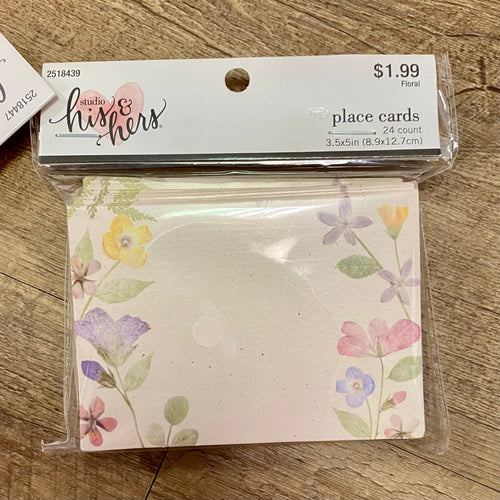 2518439
$1.99
Floral
studio
his & hers®
place cards
24 count
3.5x5in (8.9x12.7cm)
2518447